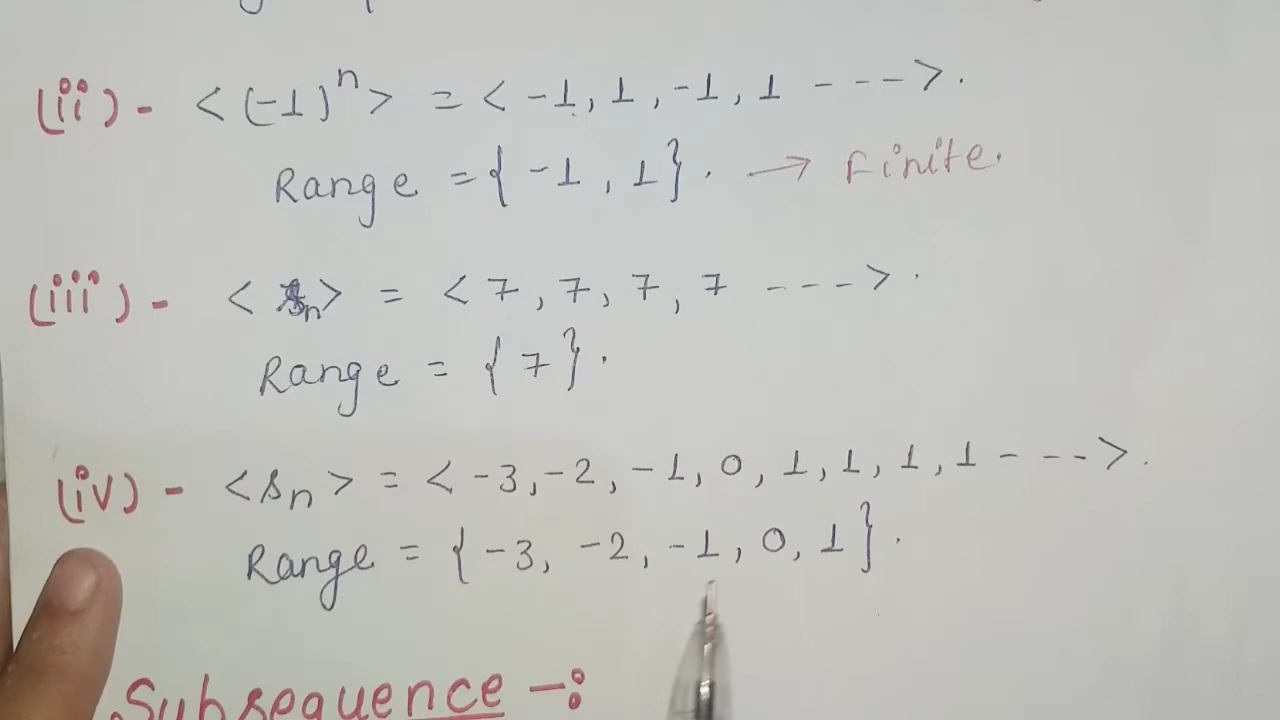 (ii) - <(-1)^n> = < -1, 1, -1, 1 - - - >.
Range = { -1, 1 }. → Finite.
(iii) - <s_n> = < 7, 7, 7, 7 - - - >.
Range = { 7 }.
(iv) - <s_n> = < -3, -2, -1, 0, 1, 1, 1, 1 - - - >.
Range = { -3, -2, -1, 0, 1 }.
Subsequence -: